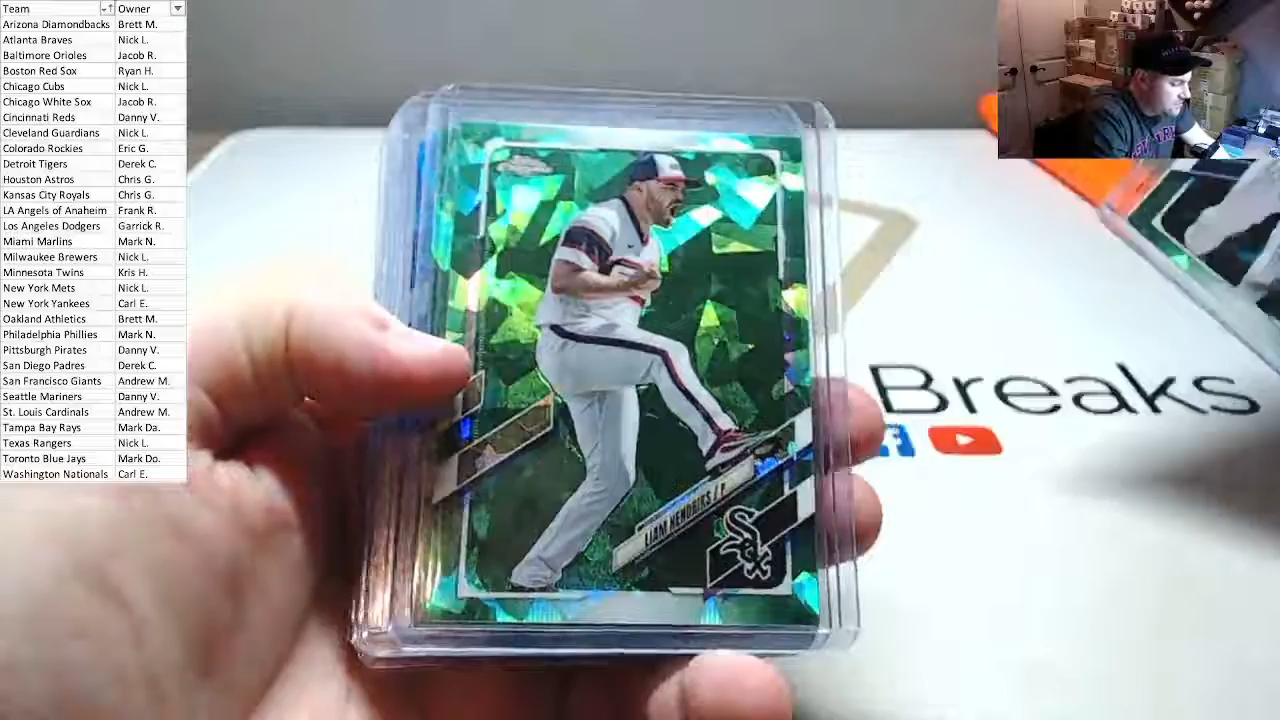 Team Owner
Arizona Diamondbacks Brett M.
Atlanta Braves Nick L.
Baltimore Orioles Jacob R.
Boston Red Sox Ryan H.
Chicago Cubs Nick L.
Chicago White Sox Jacob R.
Cincinnati Reds Danny V.
Cleveland Guardians Nick L.
Colorado Rockies Eric G.
Detroit Tigers Derek C.
Houston Astros Chris G.
Kansas City Royals Chris G.
LA Angels of Anaheim Frank R.
Los Angeles Dodgers Garrick R.
Miami Marlins Mark N.
Milwaukee Brewers Nick L.
Minnesota Twins Kris H.
New York Mets Nick L.
New York Yankees Carl E.
Oakland Athletics Brett M.
Philadelphia Phillies Mark N.
Pittsburgh Pirates Danny V.
San Diego Padres Derek C.
San Francisco Giants Andrew M.
Seattle Mariners Danny V.
St. Louis Cardinals Andrew M.
Tampa Bay Rays Mark Da.
Texas Rangers Nick L.
Toronto Blue Jays Mark Do.
Washington Nationals Carl E.
LIAM HENDRIKS / P
Sox
Breaks